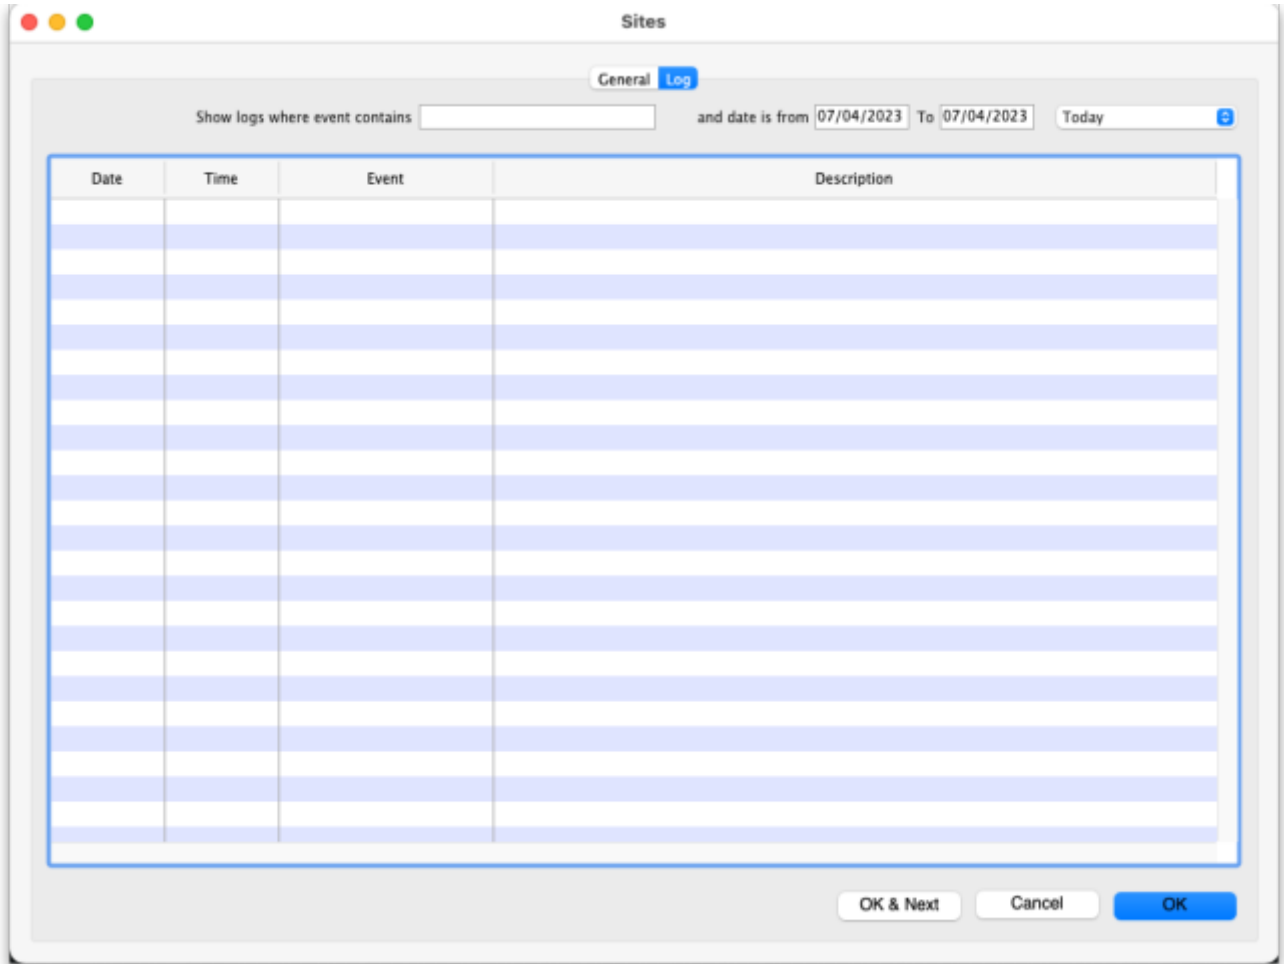 Sites
General Log
Show logs where event contains and date is from 07/04/2023 To 07/04/2023 Today
Date Time Event Description
OK & Next Cancel OK